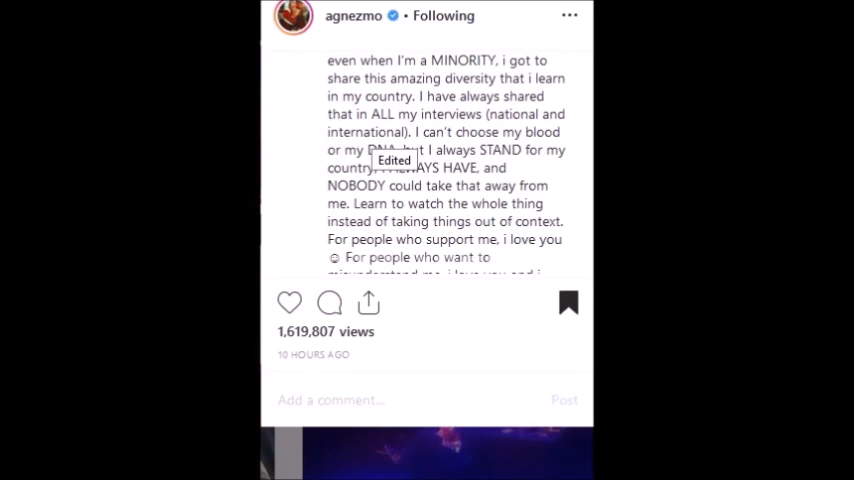 agnezmo • Following •••
even when I'm a MINORITY, i got to
share this amazing diversity that i learn
in my country. I have always shared
that in ALL my interviews (national and
international). I can't choose my blood
or my DNA, but I always STAND for my
Edited
country, I ALWAYS HAVE, and
NOBODY could take that away from
me. Learn to watch the whole thing
instead of taking things out of context.
For people who support me, i love you
☺ For people who want to
misunderstand me, i love you and i
1,619,807 views
10 HOURS AGO
Add a comment... Post